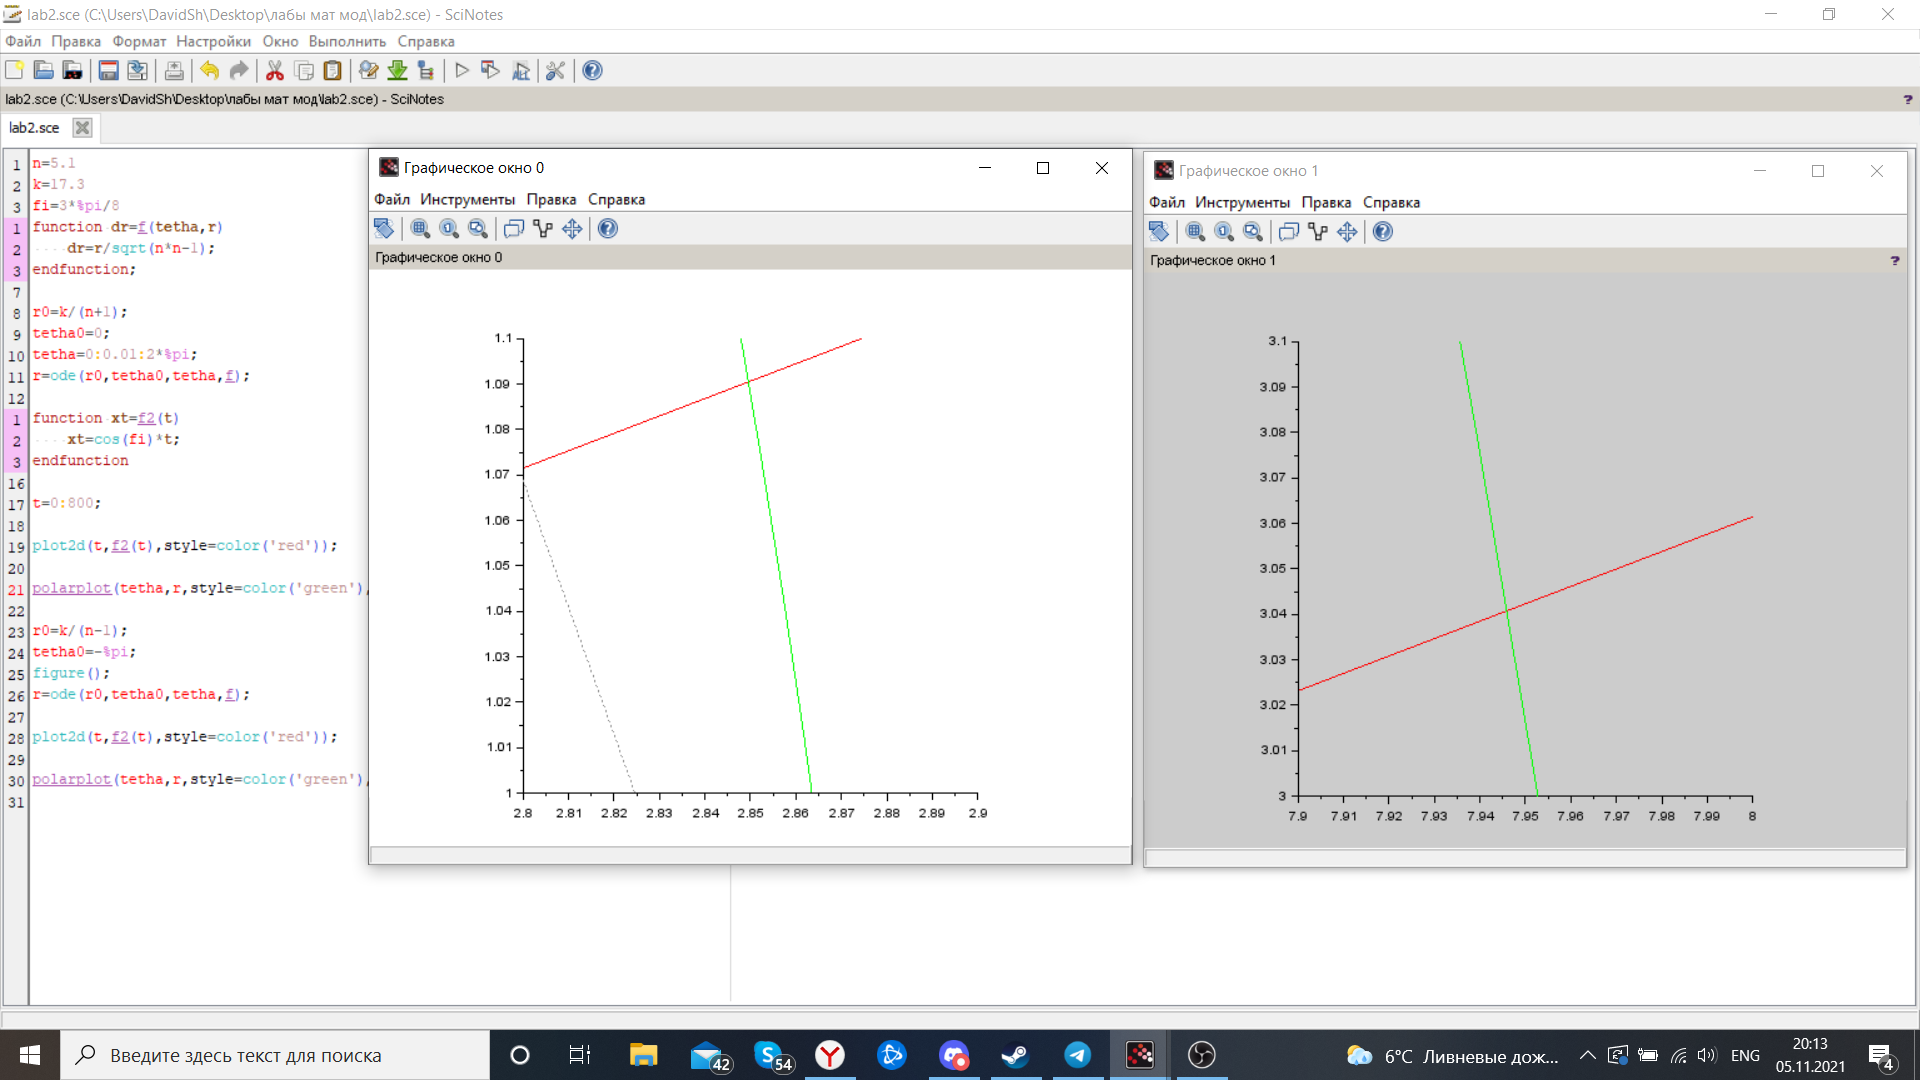 lab2.sce (C:\Users\DavidSh\Desktop\лабы мат мод\lab2.sce) - SciNotes
Файл Правка Формат Настройки Окно Выполнить Справка
lab2.sce (C:\Users\DavidSh\Desktop\лабы мат мод\lab2.sce) - SciNotes
?
lab2.sce
1 n=5.1
2 k=17.3
3 fi=3*%pi/8
1 function dr=f(tetha,r)
2 dr=r/sqrt(n*n-1);
3 endfunction;
7
8 r0=k/(n+1);
9 tetha0=0;
10 tetha=0:0.01:2*%pi;
11 r=ode(r0,tetha0,tetha,f);
12
1 function xt=f2(t)
2 xt=cos(fi)*t;
3 endfunction
16
17 t=0:800;
18
19 plot2d(t,f2(t),style=color('red'));
20
21 polarplot(tetha,r,style=color('green'),
22
23 r0=k/(n-1);
24 tetha0=-%pi;
25 figure();
26 r=ode(r0,tetha0,tetha,f);
27
28 plot2d(t,f2(t),style=color('red'));
29
30 polarplot(tetha,r,style=color('green'),
31
Графическое окно 0
Файл Инструменты Правка Справка
Графическое окно 0
1.1
1.09
1.08
1.07
1.06
1.05
1.04
1.03
1.02
1.01
1
2.8 2.81 2.82 2.83 2.84 2.85 2.86 2.87 2.88 2.89 2.9
Графическое окно 1
Файл Инструменты Правка Справка
Графическое окно 1
?
3.1
3.09
3.08
3.07
3.06
3.05
3.04
3.03
3.02
3.01
3
7.9 7.91 7.92 7.93 7.94 7.95 7.96 7.97 7.98 7.99 8
Введите здесь текст для поиска
42
54
6°C Ливневые дож...
ENG
20:13
05.11.2021
4